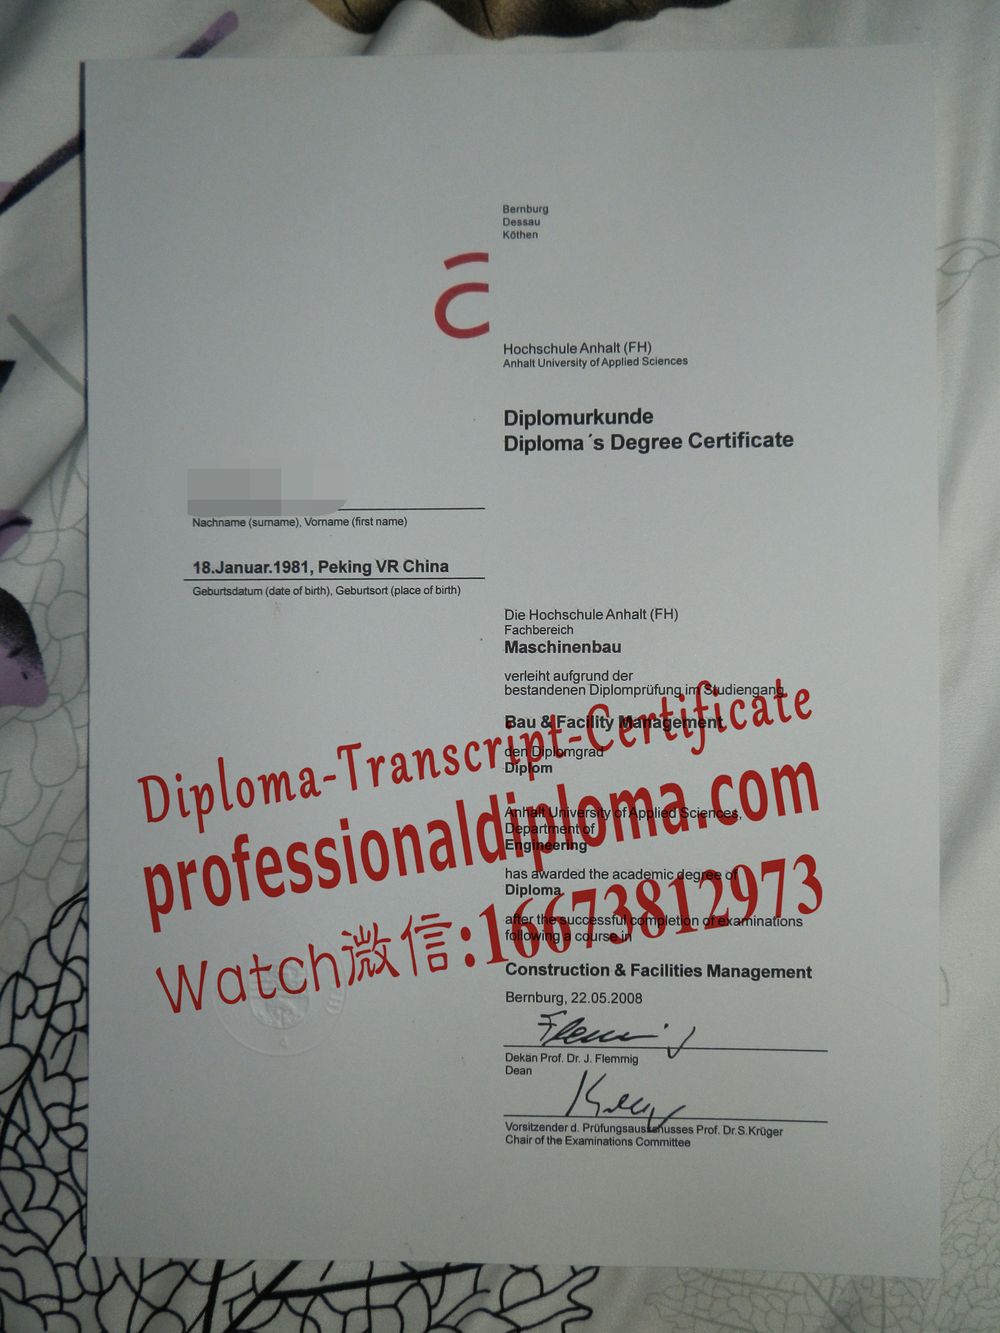 Bernburg
Dessau
Köthen
Hochschule Anhalt (FH)
Anhalt University of Applied Sciences
Diplomurkunde
Diploma´s Degree Certificate
Nachname (surname), Vorname (first name)
18.Januar.1981, Peking VR China
Geburtsdatum (date of birth), Geburtsort (place of birth)
Die Hochschule Anhalt (FH)
Fachbereich
Maschinenbau
verleiht aufgrund der
bestandenen Diplomprüfung im Studiengang
Bau & Facility Management
den Diplomgrad
Diplom
Anhalt University of Applied Sciences,
Department of
Engineering
has awarded the academic degree of
Diploma
after the successful completion of examinations
following a course in
Construction & Facilities Management
Bernburg, 22.05.2008
Dekan Prof. Dr. J. Flemmig
Dean
Vorsitzender d. Prüfungsausschusses Prof. Dr.S.Krüger
Chair of the Examinations Committee
Diploma-Transcript-Certificate
professionaldiploma.com
Watch微信:16673812973